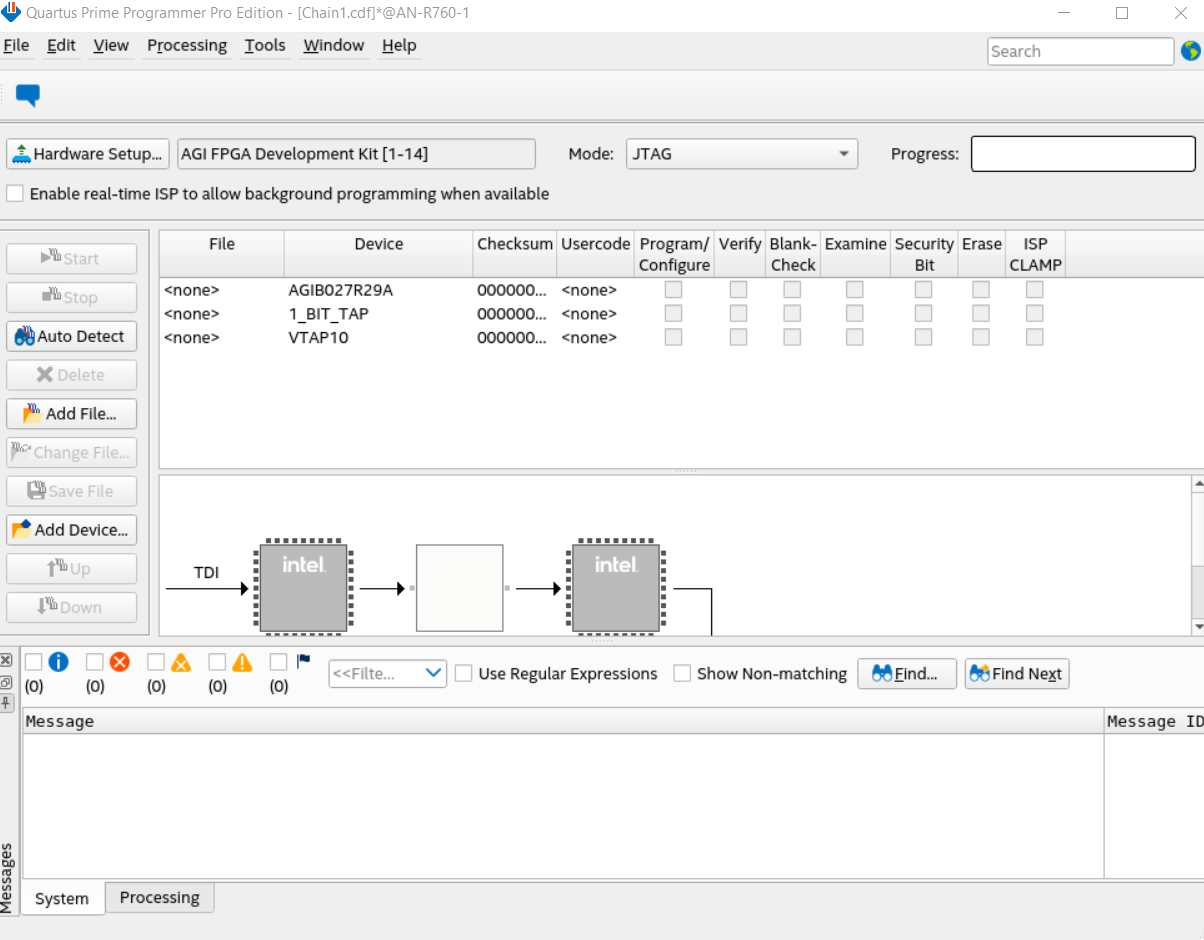 Quartus Prime Programmer Pro Edition - [Chain1.cdf]*@AN-R760-1
File Edit View Processing Tools Window Help
Search
Hardware Setup... AGI FPGA Development Kit [1-14] Mode: JTAG Progress:
Enable real-time ISP to allow background programming when available
Start
Stop
Auto Detect
Delete
Add File...
Change File...
Save File
Add Device...
Up
Down
File Device Checksum Usercode Program/ Verify Blank- Examine Security Erase ISP
Configure Check Bit CLAMP
<none> AGIB027R29A 000000... <none>
<none> 1_BIT_TAP 000000... <none>
<none> VTAP10 000000... <none>
intel intel
TDI
(0) (0) (0) (0) (0) <<Filte... Use Regular Expressions Show Non-matching Find... Find Next
Message Message ID
Messages
System Processing